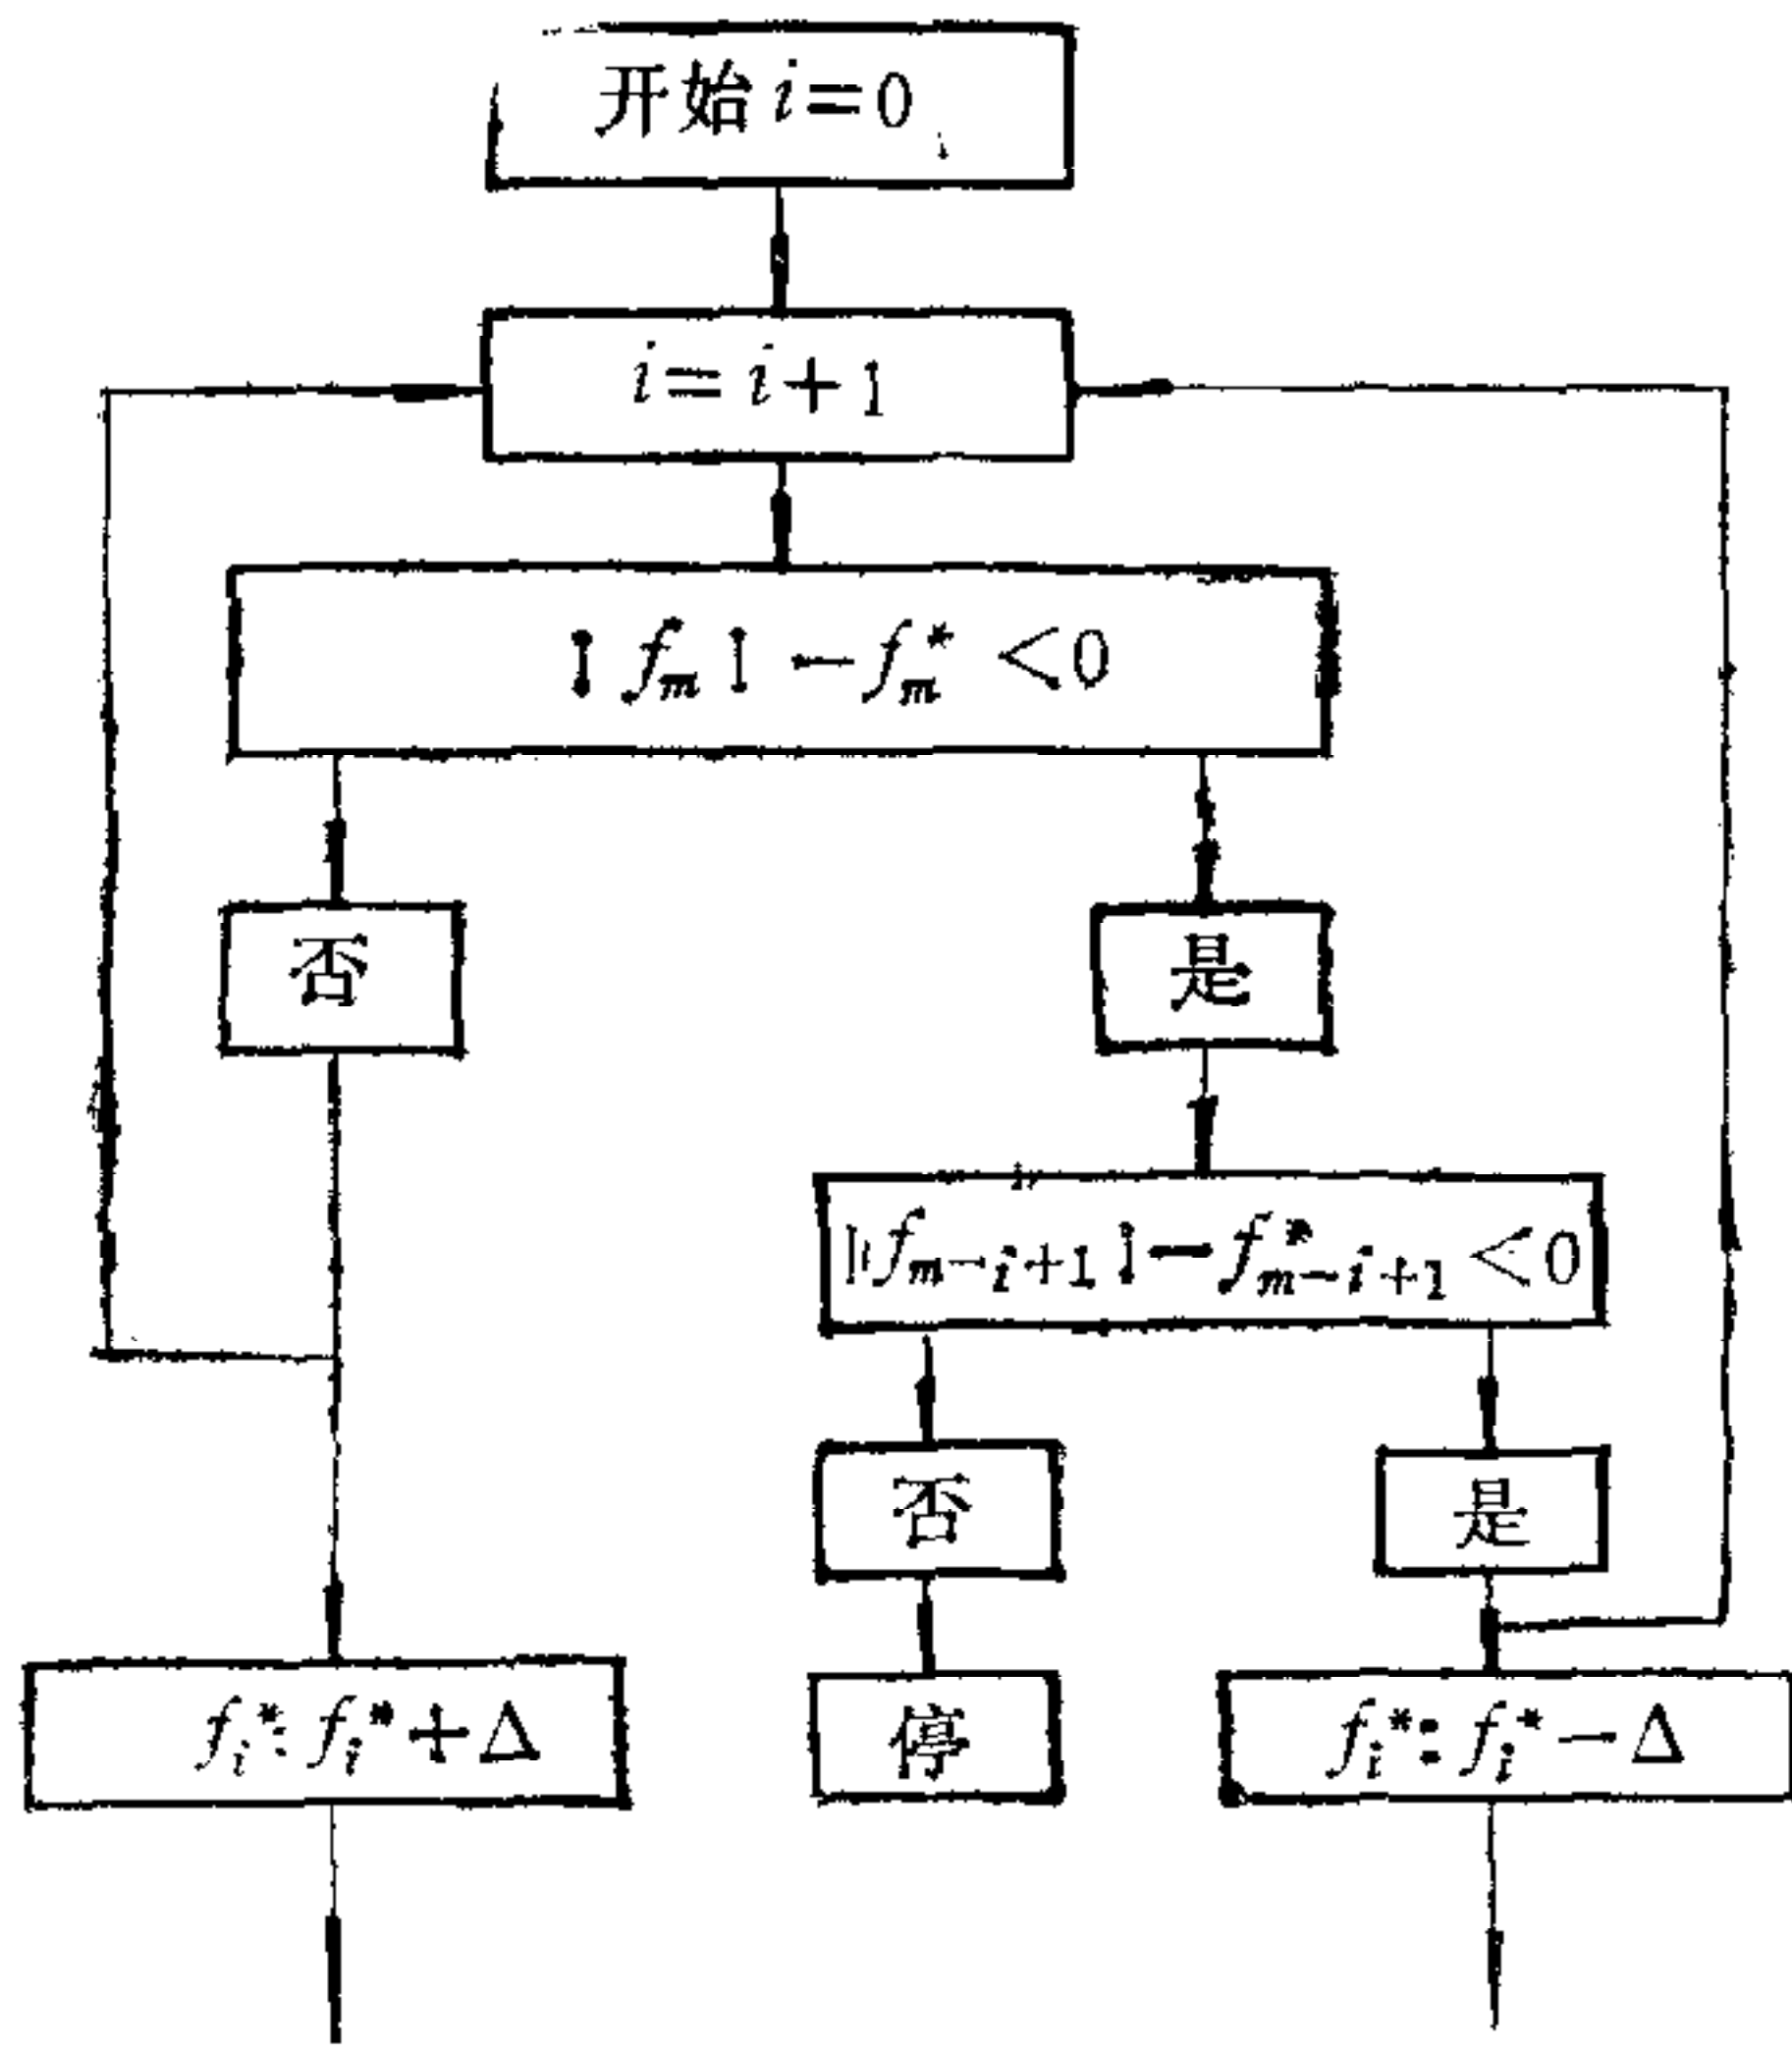 开始 i=0
i=i+1
|f_m|-f_m^*<0
否
是
|f_{m-i+1}|-f_{m-i+1}^*<0
否
是
f_i^*: f_i^*+Δ
停
f_i^*: f_i^*-Δ